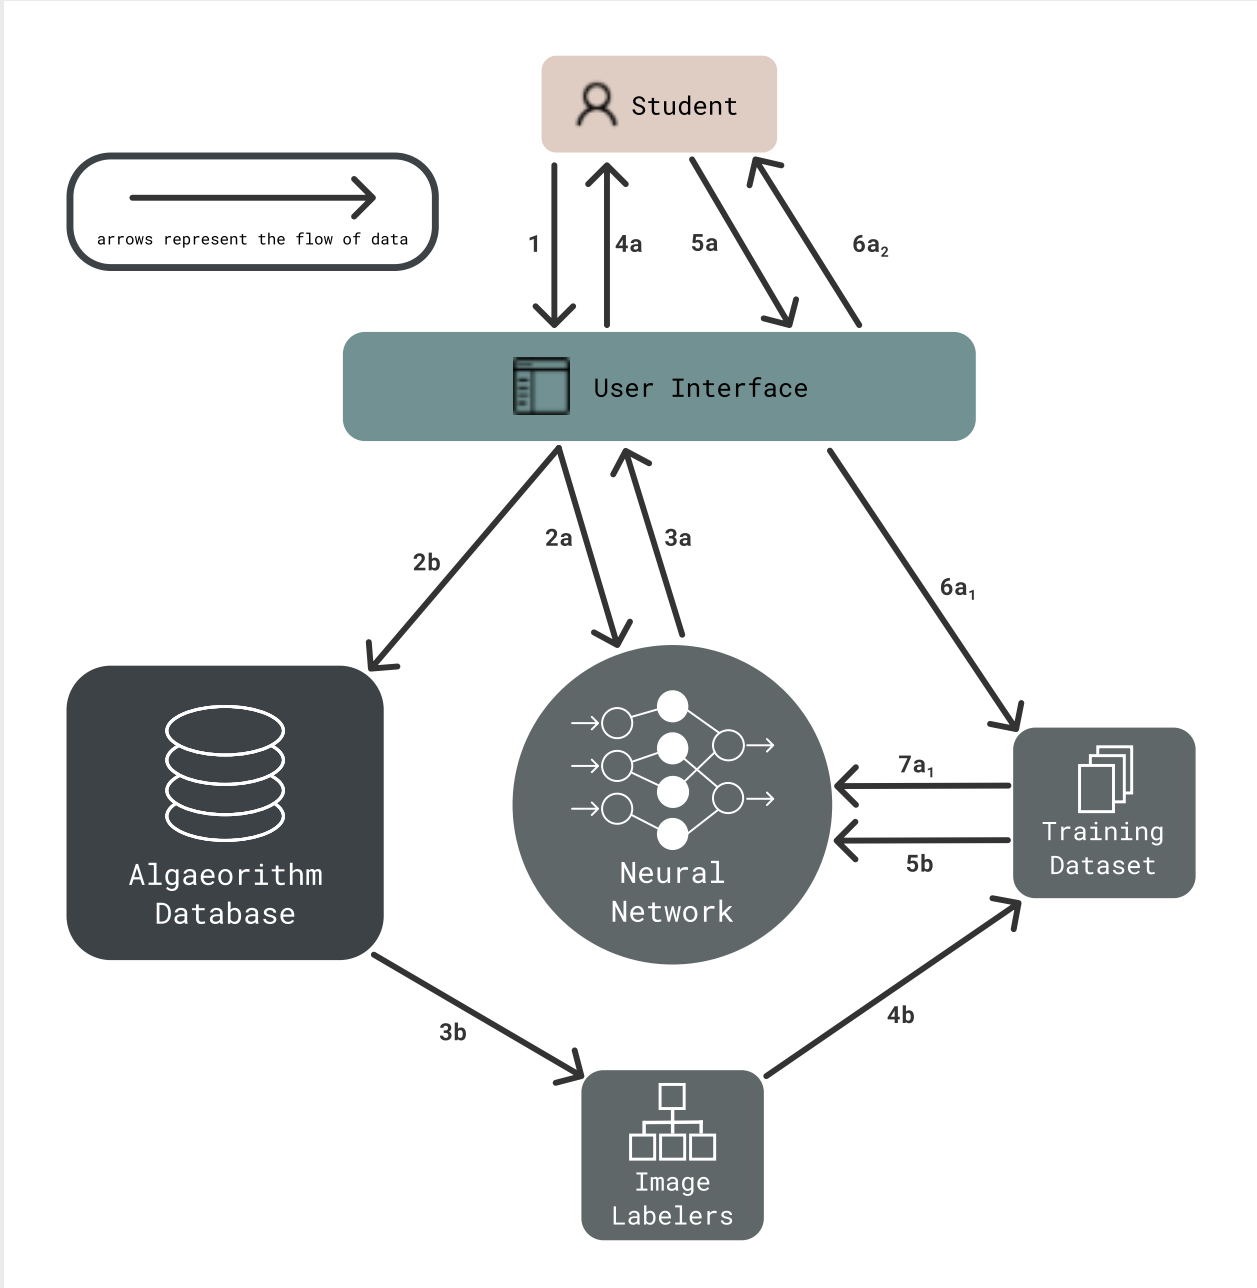 Student
arrows represent the flow of data
1
4a
5a
6a₂
User Interface
2b
2a
3a
6a₁
Algaeorithm
Database
Neural
Network
7a₁
5b
Training
Dataset
3b
4b
Image
Labelers